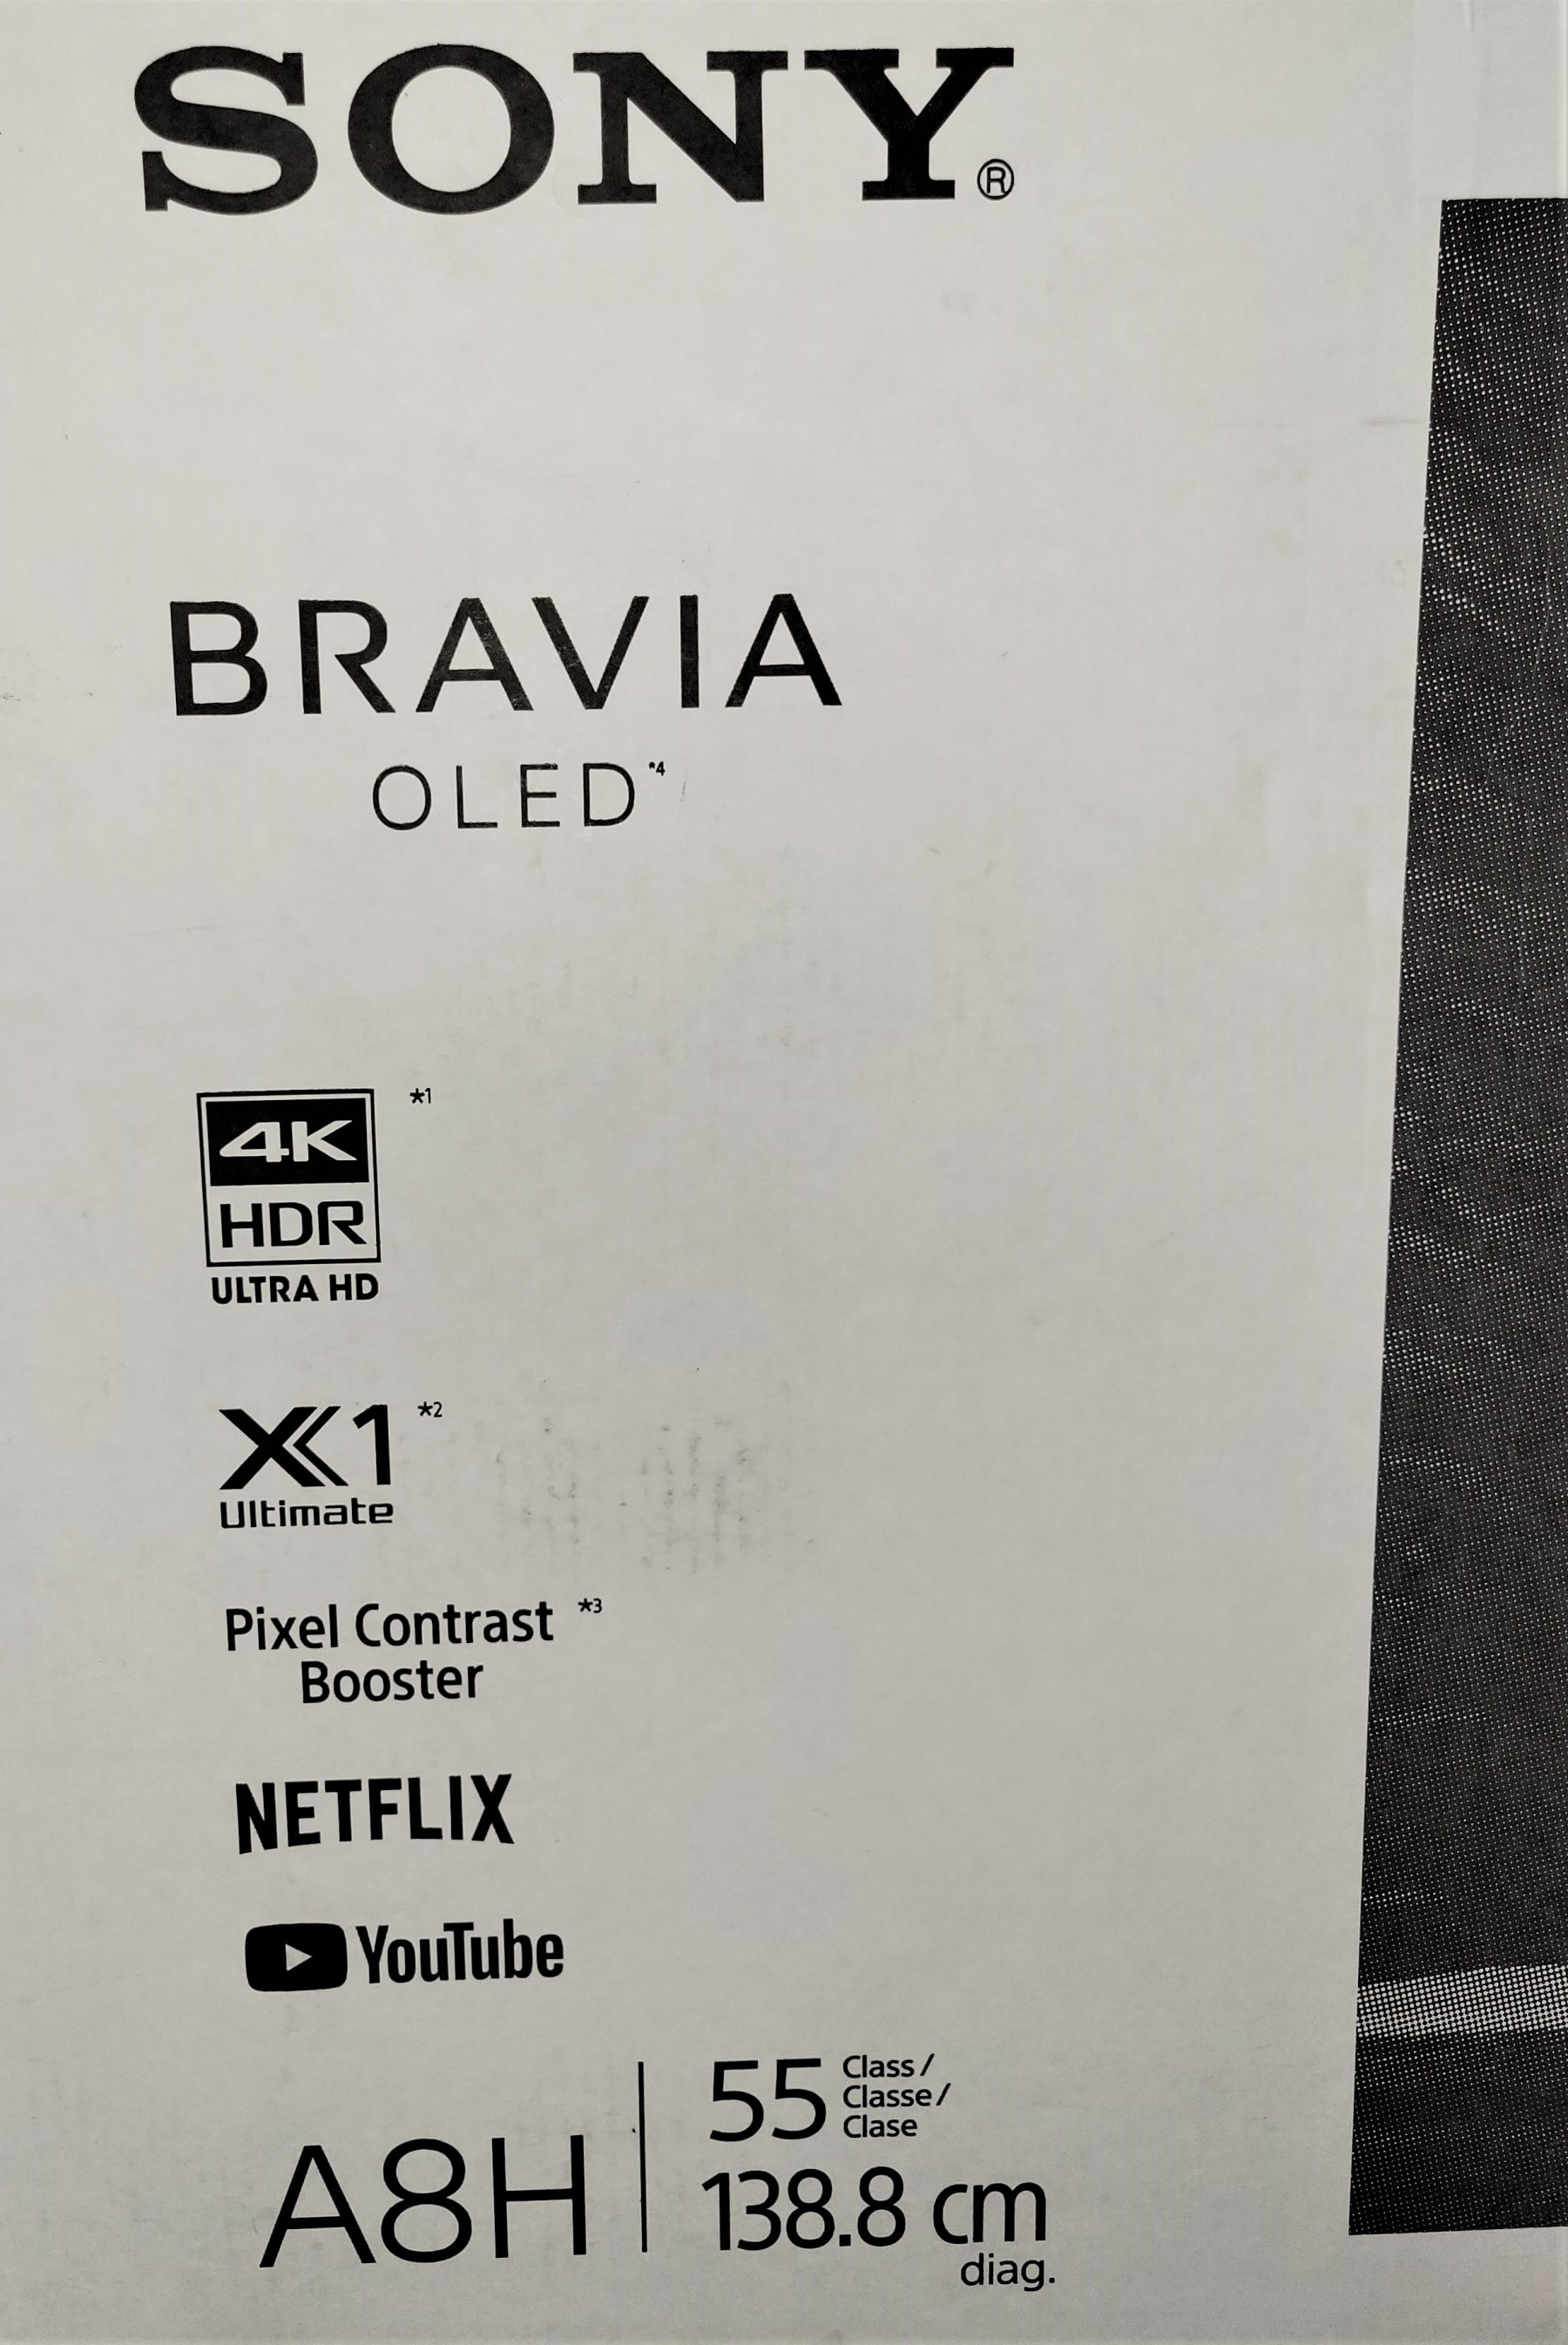 SONY®
BRAVIA
OLED*4
4K *1
HDR
ULTRA HD
X1 *2
Ultimate
Pixel Contrast *3
Booster
NETFLIX
YouTube
A8H
55 Class/
Classe/
Clase
138.8 cm
diag.